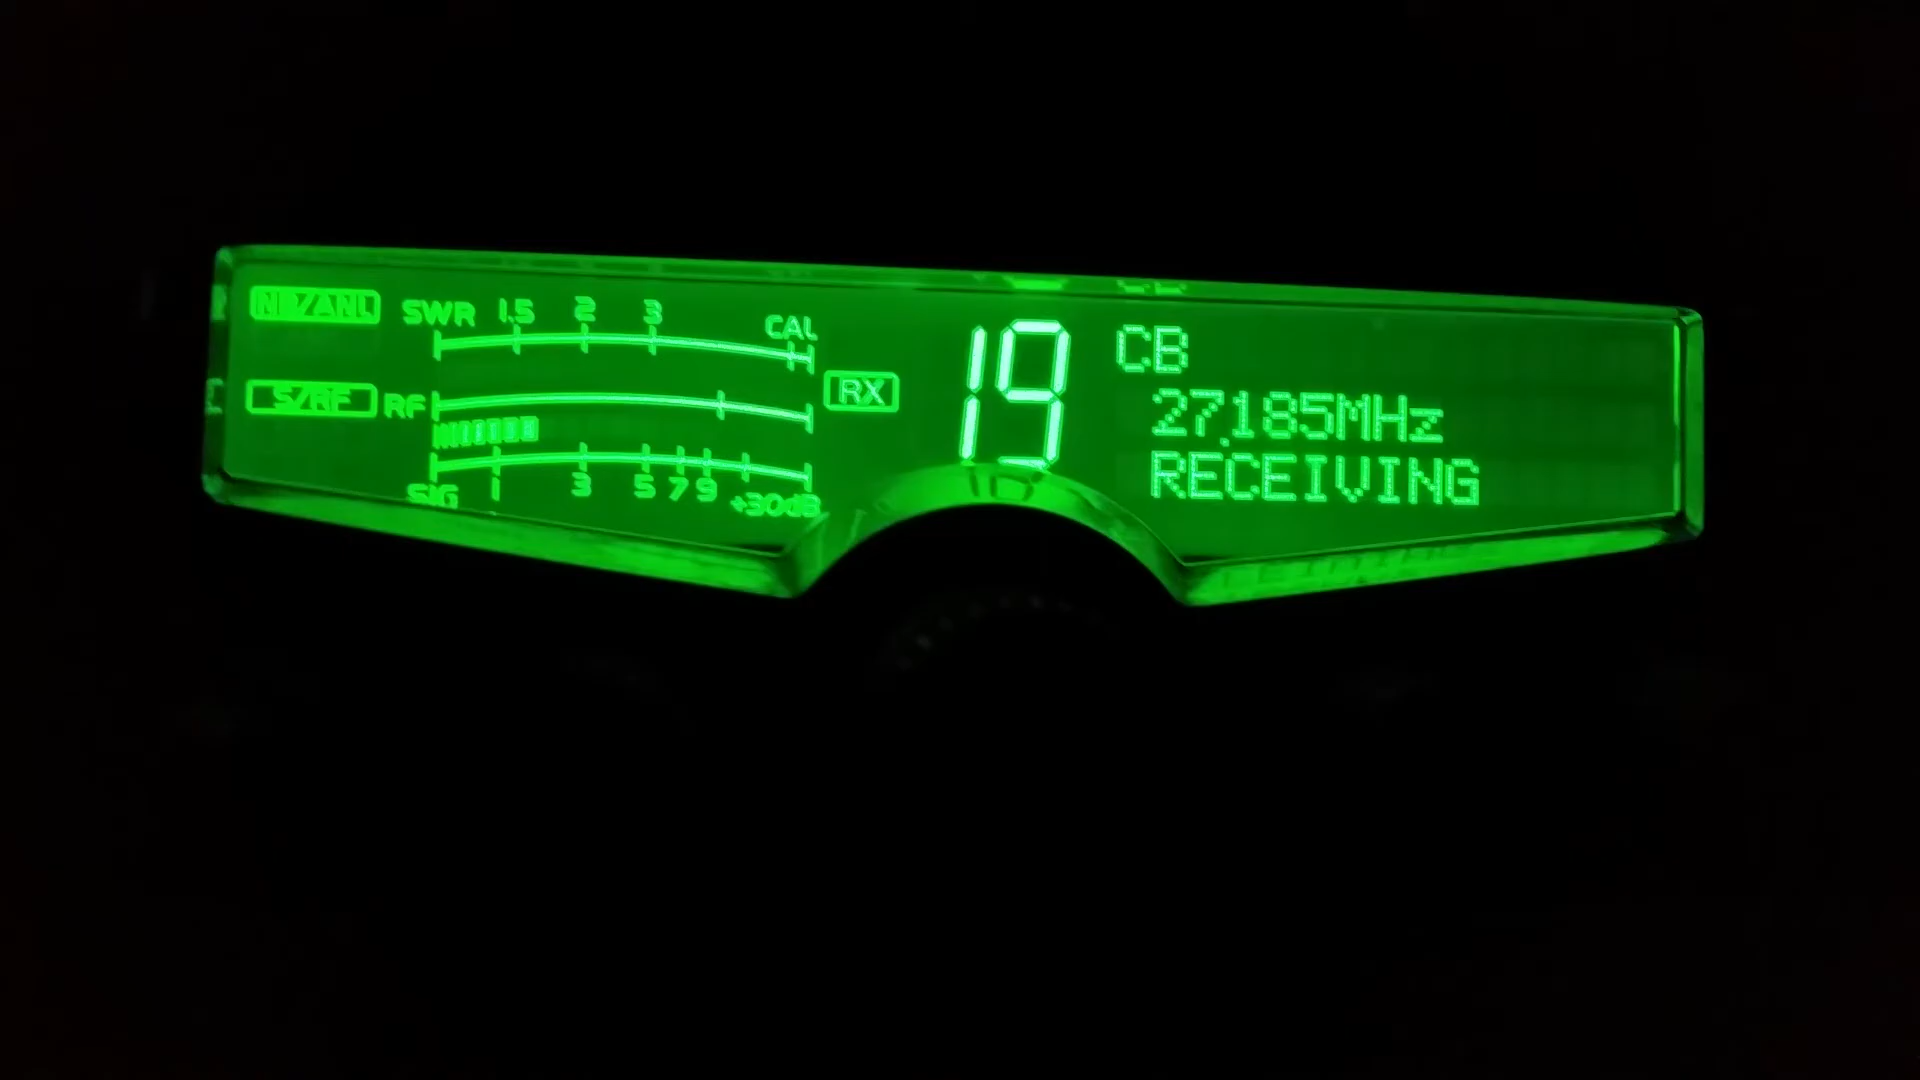 NB/ANL SWR 1.5 2 3 CAL
S/RF RF RX
SIG 1 3 5 7 9 +30dB
19
CB
27.185MHz
RECEIVING